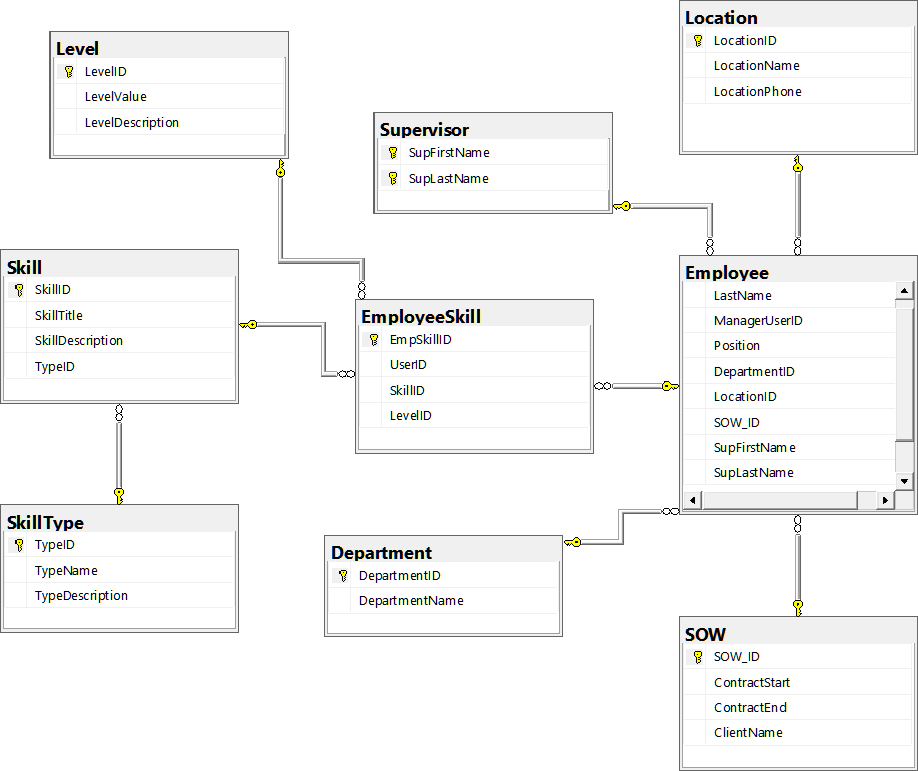 Location
LocationID
LocationName
LocationPhone
Level
LevelID
LevelValue
LevelDescription
Supervisor
SupFirstName
SupLastName
Skill
SkillID
SkillTitle
SkillDescription
TypeID
EmployeeSkill
EmpSkillID
UserID
SkillID
LevelID
Employee
LastName
ManagerUserID
Position
DepartmentID
LocationID
SOW_ID
SupFirstName
SupLastName
SkillType
TypeID
TypeName
TypeDescription
Department
DepartmentID
DepartmentName
SOW
SOW_ID
ContractStart
ContractEnd
ClientName